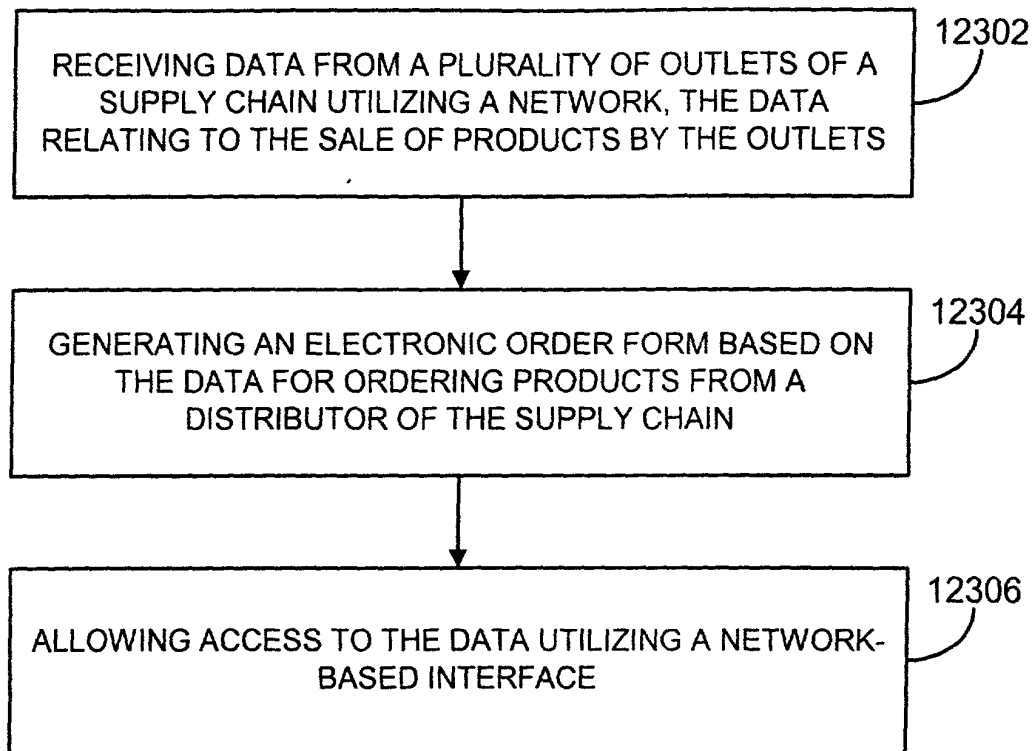 12302
RECEIVING DATA FROM A PLURALITY OF OUTLETS OF A
SUPPLY CHAIN UTILIZING A NETWORK, THE DATA
RELATING TO THE SALE OF PRODUCTS BY THE OUTLETS
12304
GENERATING AN ELECTRONIC ORDER FORM BASED ON
THE DATA FOR ORDERING PRODUCTS FROM A
DISTRIBUTOR OF THE SUPPLY CHAIN
12306
ALLOWING ACCESS TO THE DATA UTILIZING A NETWORK-
BASED INTERFACE